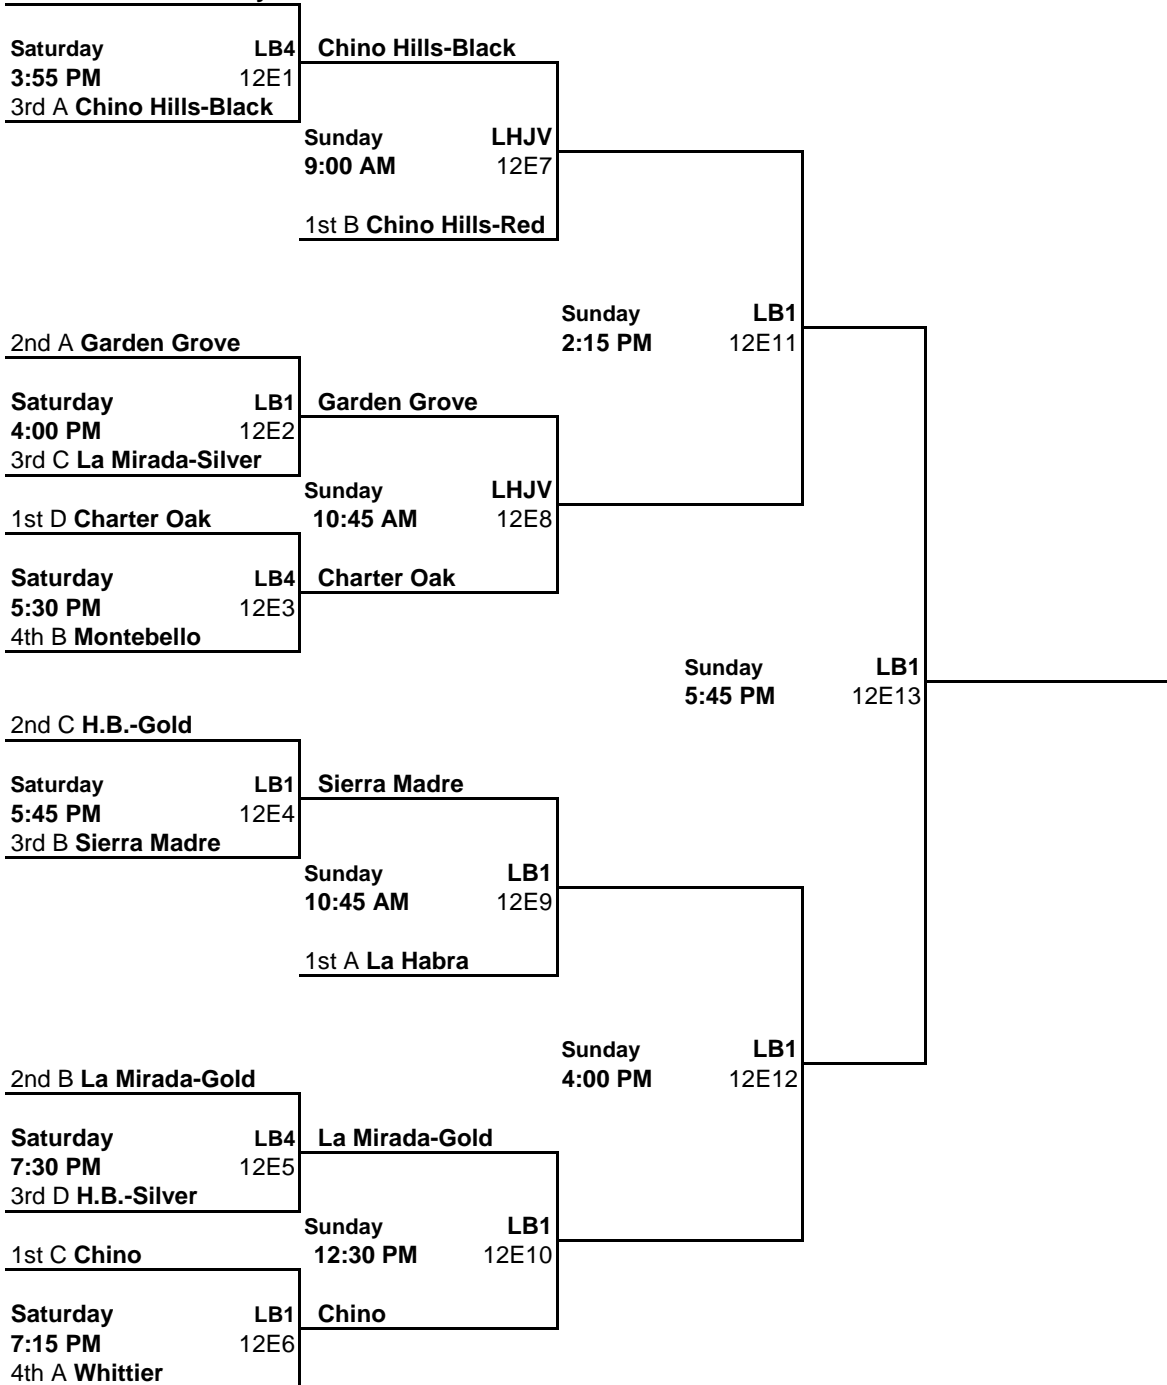 Saturday LB4 Chino Hills-Black
3:55 PM 12E1
3rd A Chino Hills-Black
Sunday LHJV
9:00 AM 12E7
1st B Chino Hills-Red
Sunday LB1
2nd A Garden Grove 2:15 PM 12E11
Saturday LB1 Garden Grove
4:00 PM 12E2
3rd C La Mirada-Silver
Sunday LHJV
1st D Charter Oak 10:45 AM 12E8
Saturday LB4 Charter Oak
5:30 PM 12E3
4th B Montebello
Sunday LB1
5:45 PM 12E13
2nd C H.B.-Gold
Saturday LB1 Sierra Madre
5:45 PM 12E4
3rd B Sierra Madre
Sunday LB1
10:45 AM 12E9
1st A La Habra
Sunday LB1
2nd B La Mirada-Gold 4:00 PM 12E12
Saturday LB4 La Mirada-Gold
7:30 PM 12E5
3rd D H.B.-Silver
Sunday LB1
1st C Chino 12:30 PM 12E10
Saturday LB1 Chino
7:15 PM 12E6
4th A Whittier